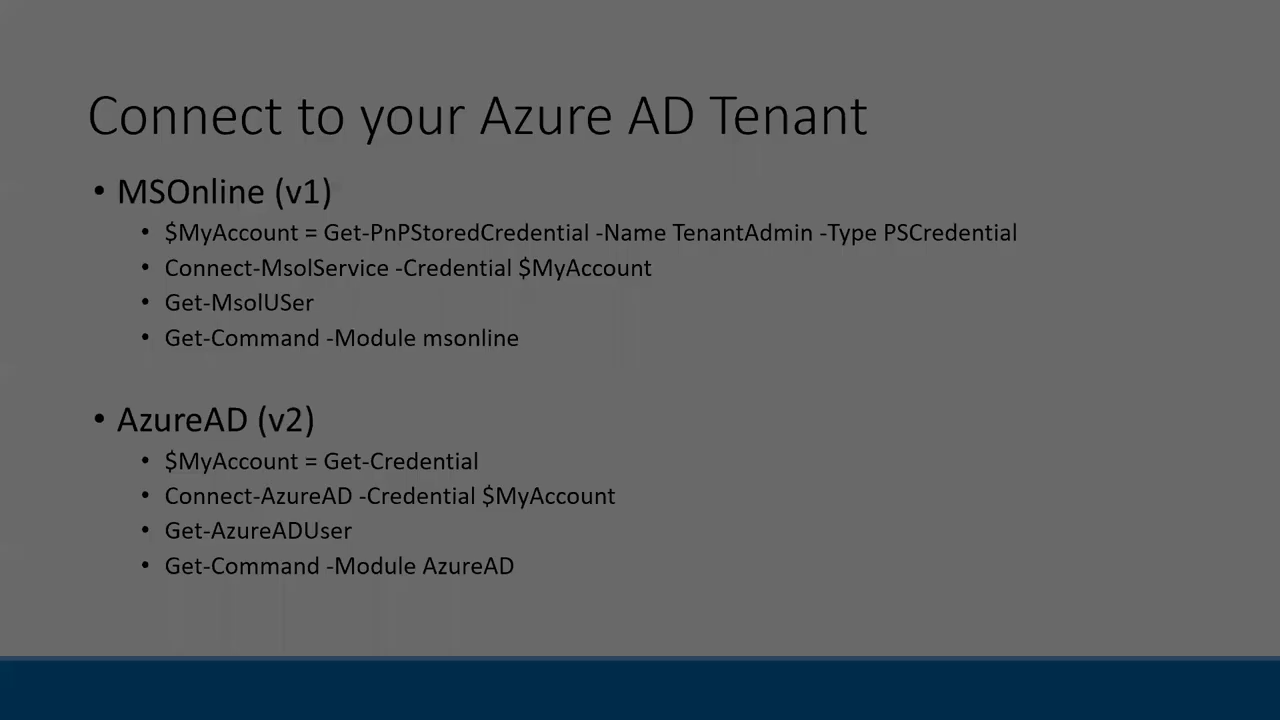 Connect to your Azure AD Tenant
• MSOnline (v1)
• $MyAccount = Get-PnPStoredCredential -Name TenantAdmin -Type PSCredential
• Connect-MsolService -Credential $MyAccount
• Get-MsolUSer
• Get-Command -Module msonline
• AzureAD (v2)
• $MyAccount = Get-Credential
• Connect-AzureAD -Credential $MyAccount
• Get-AzureADUser
• Get-Command -Module AzureAD